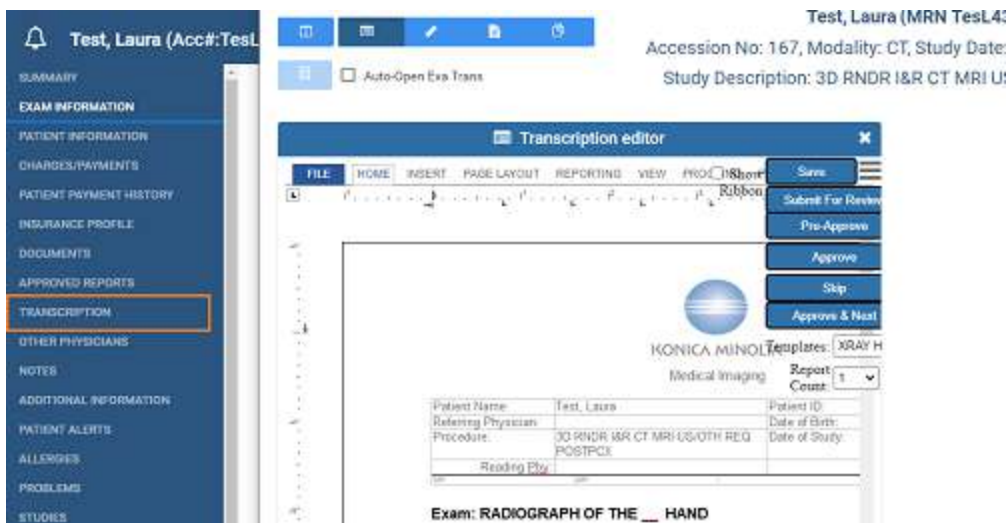 Test, Laura (Acc#:TesL
SUMMARY
EXAM INFORMATION
PATIENT INFORMATION
CHARGES/PAYMENTS
PATIENT PAYMENT HISTORY
INSURANCE PROFILE
DOCUMENTS
APPROVED REPORTS
TRANSCRIPTION
OTHER PHYSICIANS
NOTES
ADDITIONAL INFORMATION
PATIENT ALERTS
ALLERGIES
PROBLEMS
STUDIES
Test, Laura (MRN TesL43
Accession No: 167, Modality: CT, Study Date:
Study Description: 3D RNDR I&R CT MRI US
Auto-Open Exa Trans
Transcription editor
FILE HOME INSERT PAGE LAYOUT REPORTING VIEW
Show Ribbon
Save
Submit For Review
Pre-Approve
Approve
Skip
Approve & Next
Templates: XRAY H
Report Count: 1
KONICA MINOLTA
Medical Imaging
Patient Name: Test, Laura Patient ID:
Referring Physician: Date of Birth:
Procedure: 3D RNDR I&R CT MRI US/OTH REQ Date of Study:
POSTPCX
Reading Phy
Exam: RADIOGRAPH OF THE __ HAND